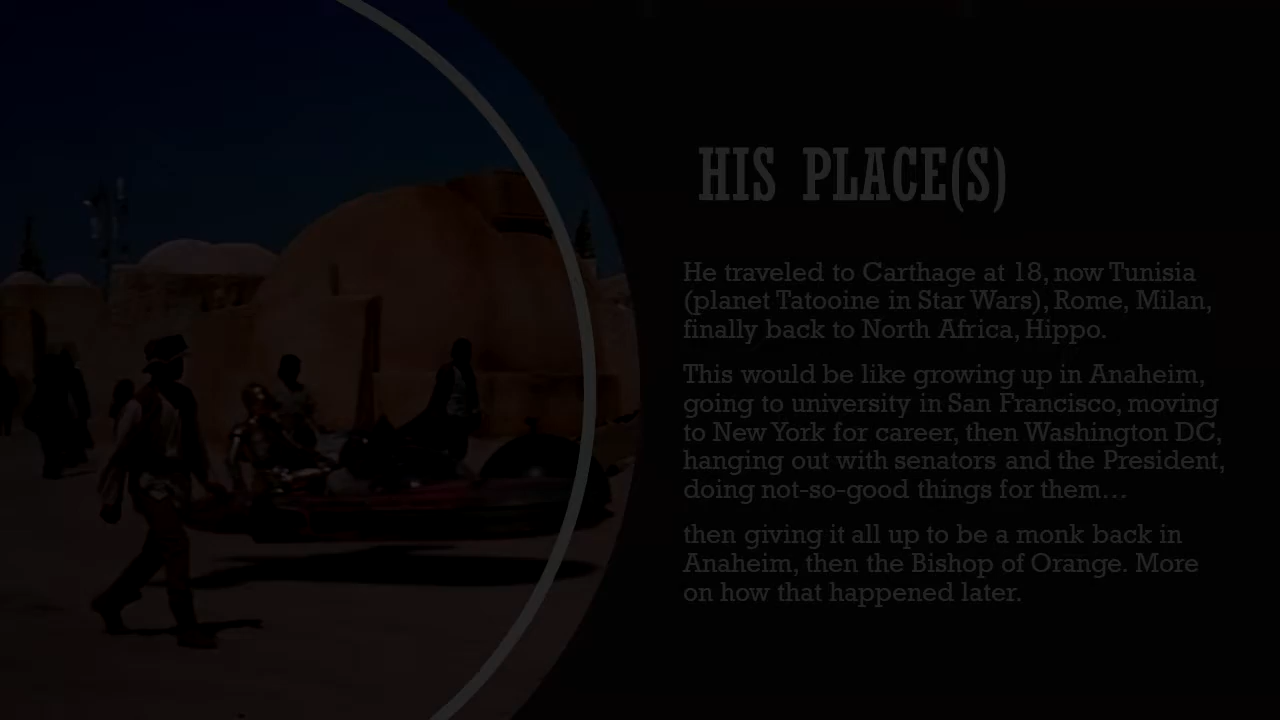 HIS PLACE(S)
He traveled to Carthage at 18, now Tunisia
(planet Tatooine in Star Wars), Rome, Milan,
finally back to North Africa, Hippo.
This would be like growing up in Anaheim,
going to university in San Francisco, moving
to New York for career, then Washington DC,
hanging out with senators and the President,
doing not-so-good things for them…
then giving it all up to be a monk back in
Anaheim, then the Bishop of Orange. More
on how that happened later.